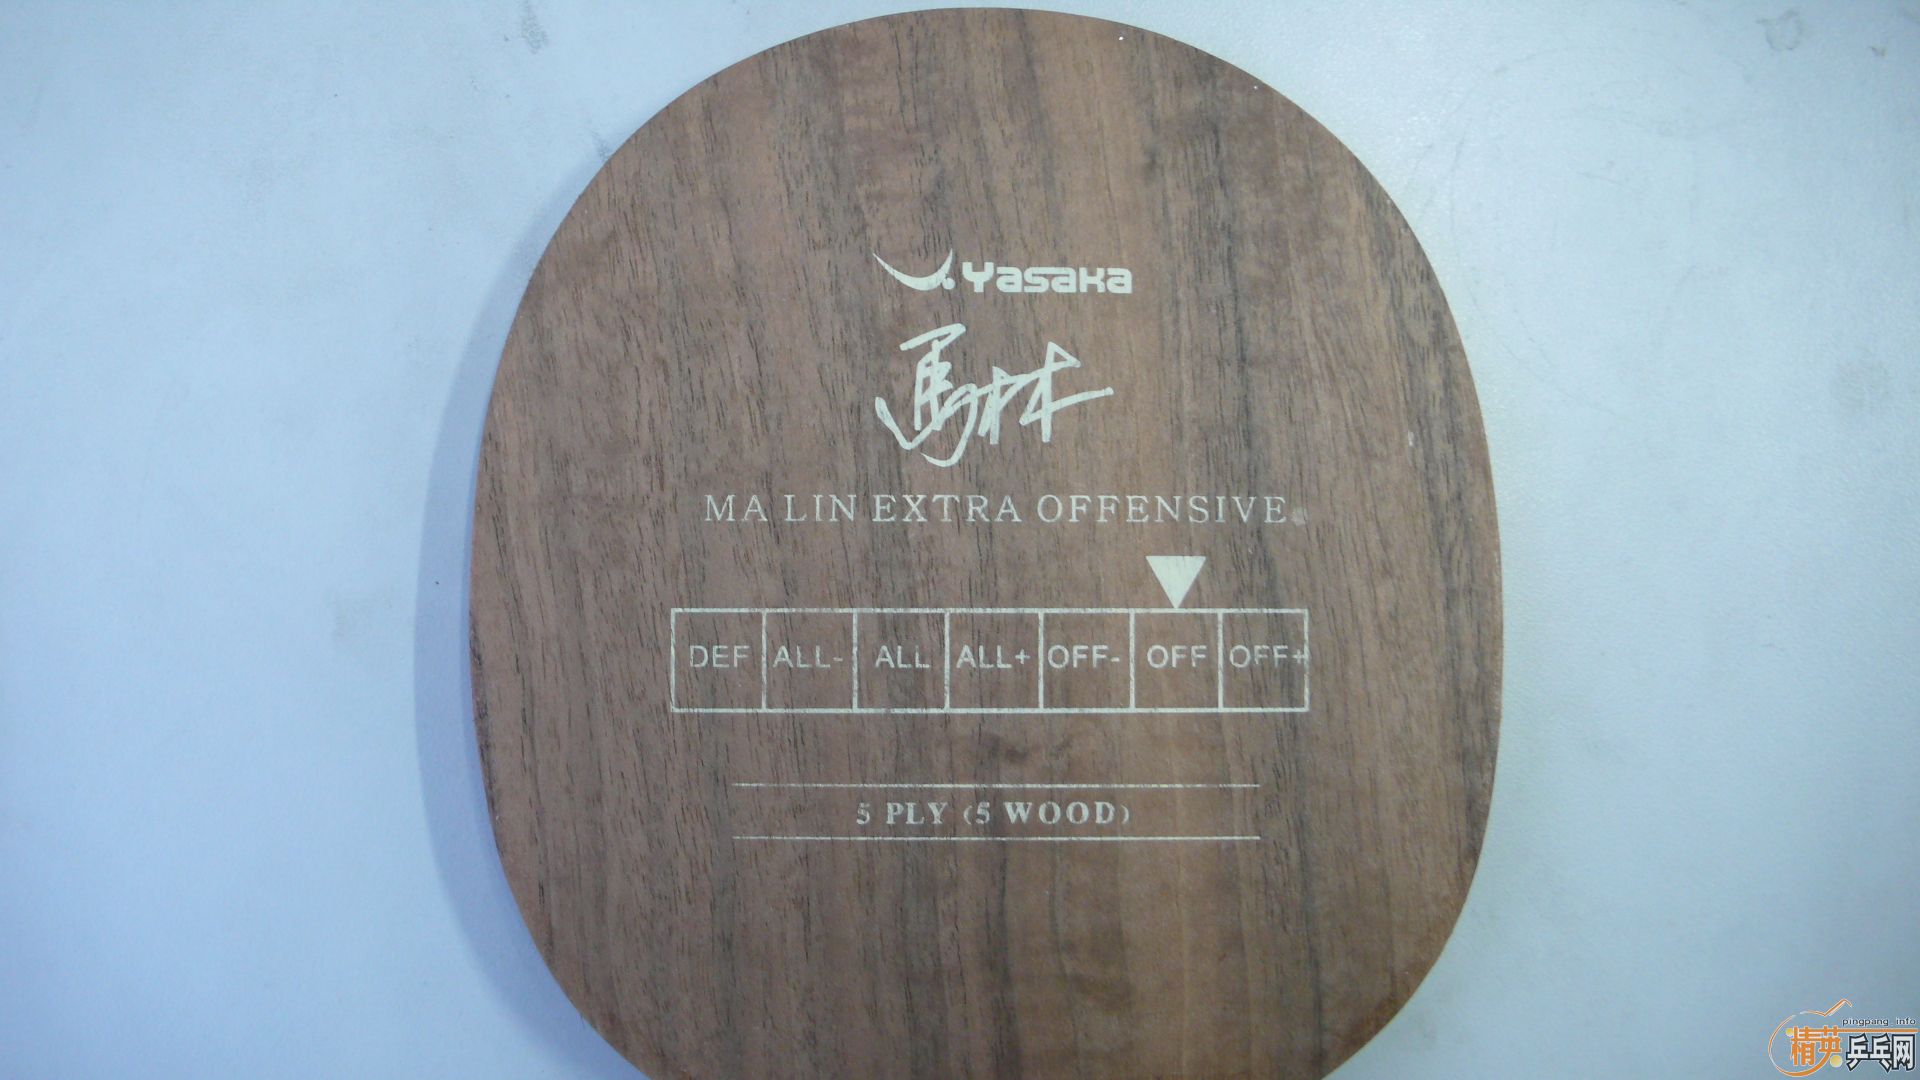 Yasaka
馬林
MA LIN EXTRA OFFENSIVE
DEF ALL- ALL ALL+ OFF- OFF OFF+
5 PLY (5 WOOD)
pingpang.info
精英乒乓网